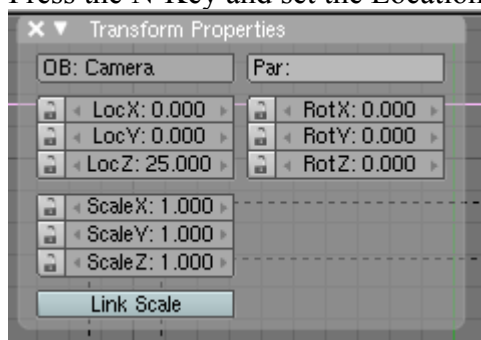 Press the N-Key and set the Location
Transform Properties
OB: Camera
Par:
LocX: 0.000
RotX: 0.000
LocY: 0.000
RotY: 0.000
LocZ: 25.000
RotZ: 0.000
ScaleX: 1.000
ScaleY: 1.000
ScaleZ: 1.000
Link Scale